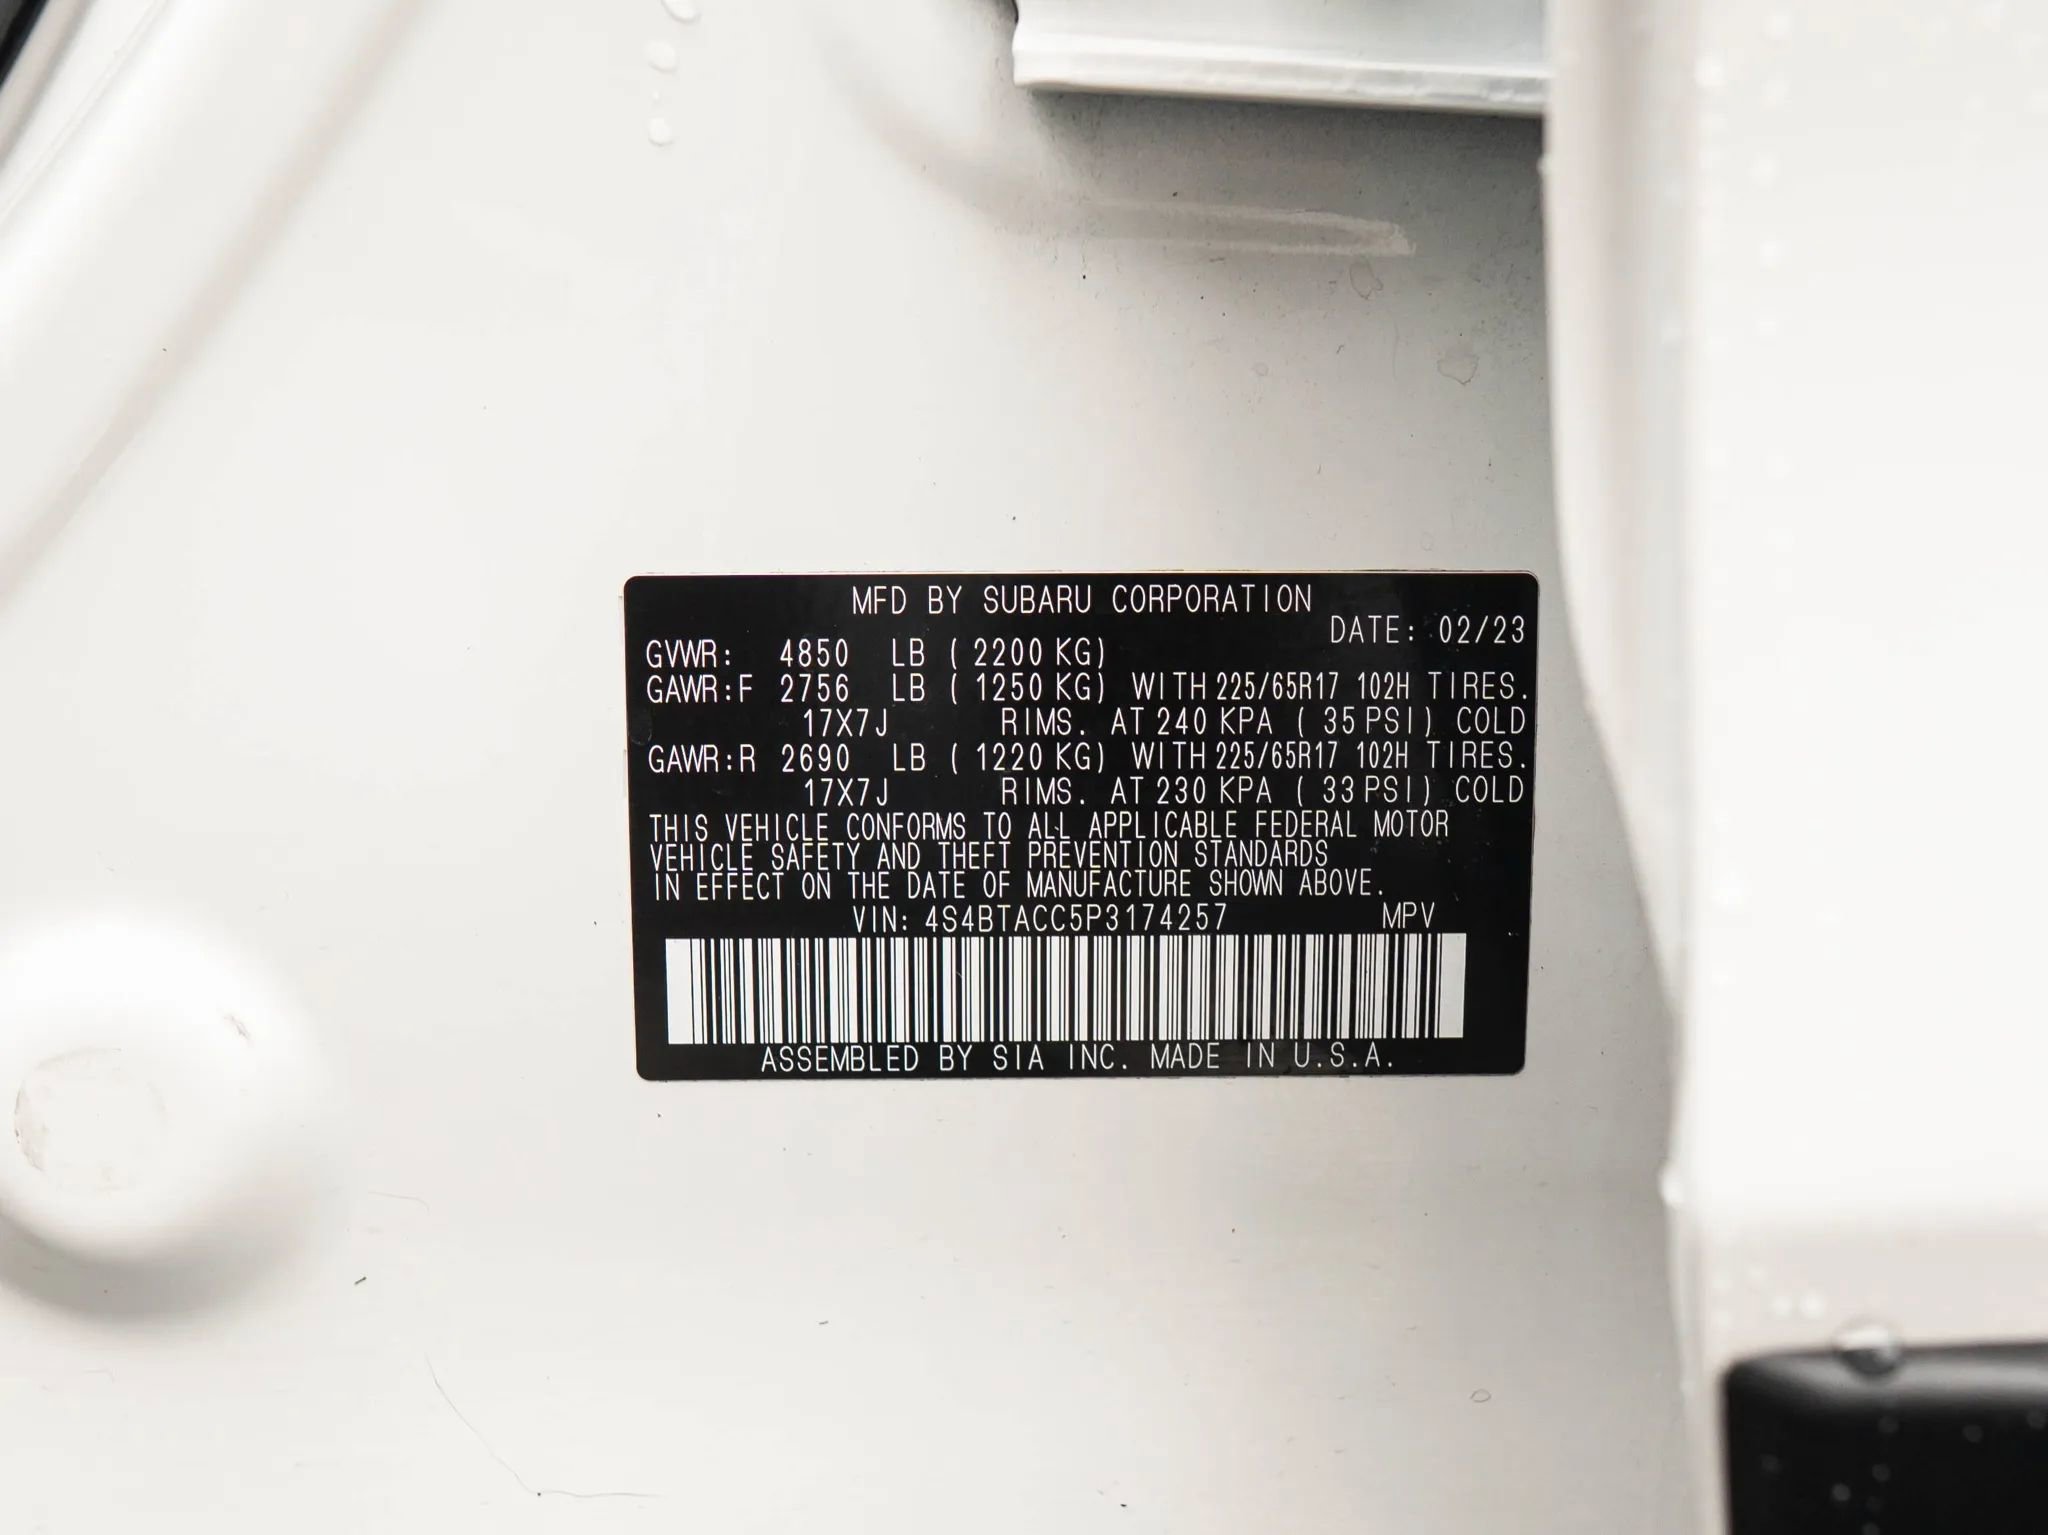 MFD BY SUBARU CORPORATION
DATE: 02/23
GVWR: 4850 LB ( 2200 KG)
GAWR:F 2756 LB ( 1250 KG) WITH 225/65R17 102H TIRES.
17X7J RIMS. AT 240 KPA ( 35 PSI) COLD
GAWR:R 2690 LB ( 1220 KG) WITH 225/65R17 102H TIRES.
17X7J RIMS. AT 230 KPA ( 33 PSI) COLD
THIS VEHICLE CONFORMS TO ALL APPLICABLE FEDERAL MOTOR
VEHICLE SAFETY AND THEFT PREVENTION STANDARDS
IN EFFECT ON THE DATE OF MANUFACTURE SHOWN ABOVE.
VIN: 4S4BTACC5P3174257 MPV
ASSEMBLED BY SIA INC. MADE IN U.S.A.